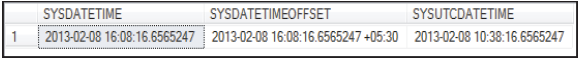 SYSDATETIME SYSDATETIMEOFFSET SYSUTCDATETIME
1 2013-02-08 16:08:16.6565247 2013-02-08 16:08:16.6565247 +05:30 2013-02-08 10:38:16.6565247